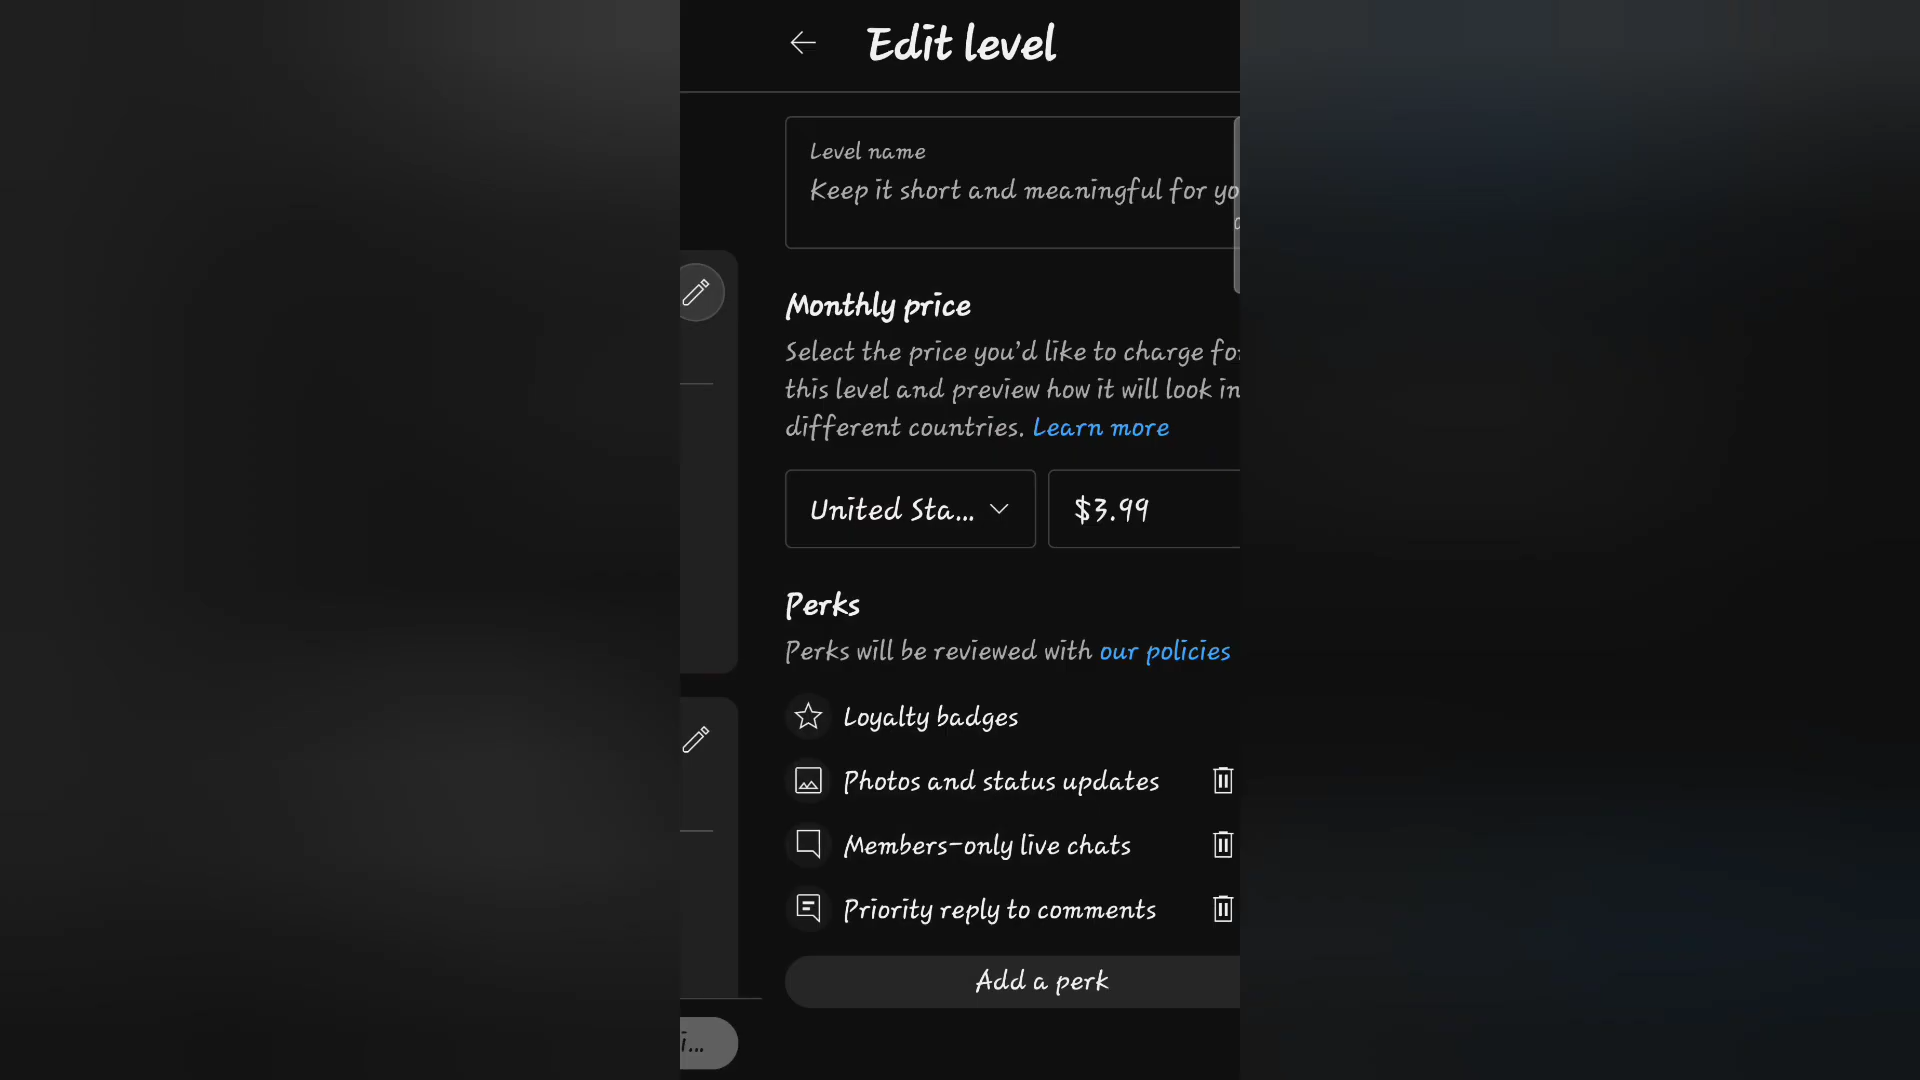 Edit level
Level name
Keep it short and meaningful for yo
Monthly price
Select the price you'd like to charge for
this level and preview how it will look in
different countries. Learn more
United Sta...
$3.99
Perks
Perks will be reviewed with our policies
Loyalty badges
Photos and status updates
Members-only live chats
Priority reply to comments
Add a perk